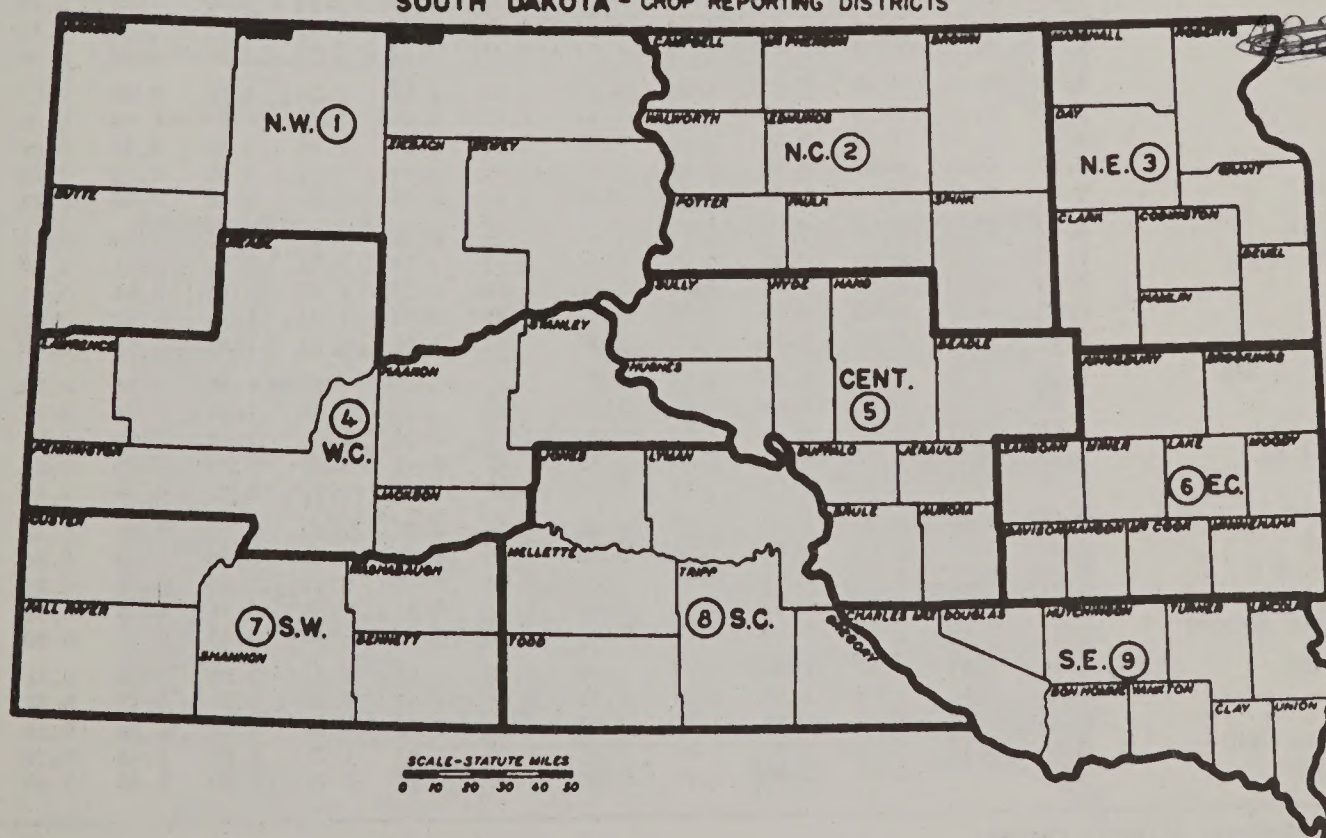 SOUTH DAKOTA - CROP REPORTING DISTRICTS
CAMPBELL
BROWN
MARSHALL
ROBERTS
N.W. 1
WALWORTH
EDMUNDS
DAY
ZIEBACH
DEWEY
N.C. 2
N.E. 3
GRANT
BUTTE
POTTER
FAULK
SPINK
CLARK
CODINGTON
MEADE
DEUEL
SULLY
HYDE
HAND
HAMLIN
STANLEY
LAWRENCE
BEADLE
KINGSBURY
BROOKINGS
HAAKON
HUGHES
CENT.
5
4
W.C.
PENNINGTON
JONES
LYMAN
BUFFALO
JERAULD
SANBORN
MINER
LAKE
MOODY
6 E.C.
JACKSON
CUSTER
BRULE
AURORA
DAVISON
HANSON
MC COOK
MINNEHAHA
MELLETTE
WASHABAUGH
TRIPP
FALL RIVER
7 S.W.
8 S.C.
CHARLES MIX
DOUGLAS
HUTCHINSON
TURNER
LINCOLN
SHANNON
BENNETT
TODD
GREGORY
S.E. 9
BON HOMME
YANKTON
CLAY
UNION
SCALE-STATUTE MILES
0 10 20 30 40 50